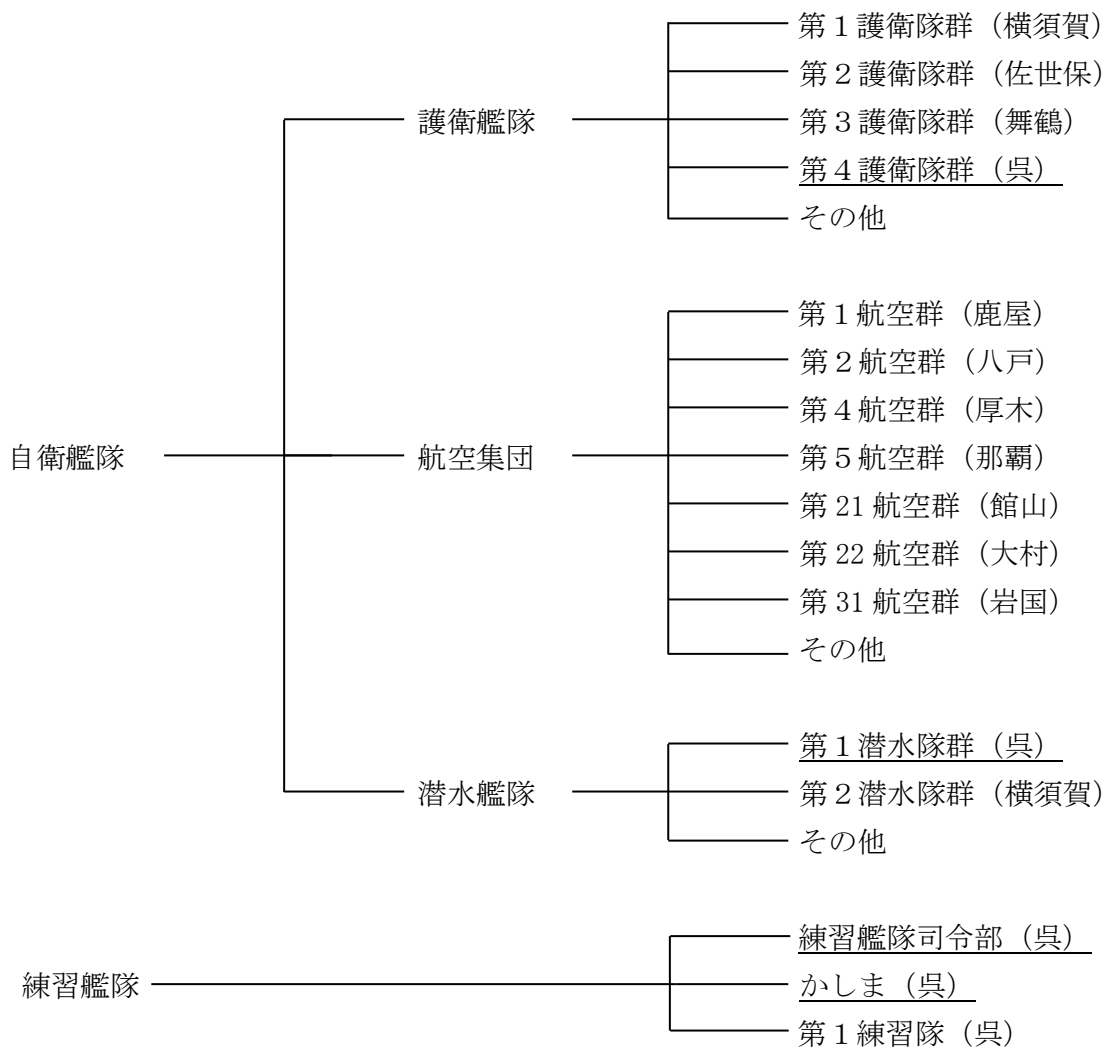 自衛艦隊
護衛艦隊
第１護衛隊群（横須賀）
第２護衛隊群（佐世保）
第３護衛隊群（舞鶴）
第４護衛隊群（呉）
その他
航空集団
第１航空群（鹿屋）
第２航空群（八戸）
第４航空群（厚木）
第５航空群（那覇）
第 21 航空群（館山）
第 22 航空群（大村）
第 31 航空群（岩国）
その他
潜水艦隊
第１潜水隊群（呉）
第２潜水隊群（横須賀）
その他
練習艦隊
練習艦隊司令部（呉）
かしま（呉）
第１練習隊（呉）